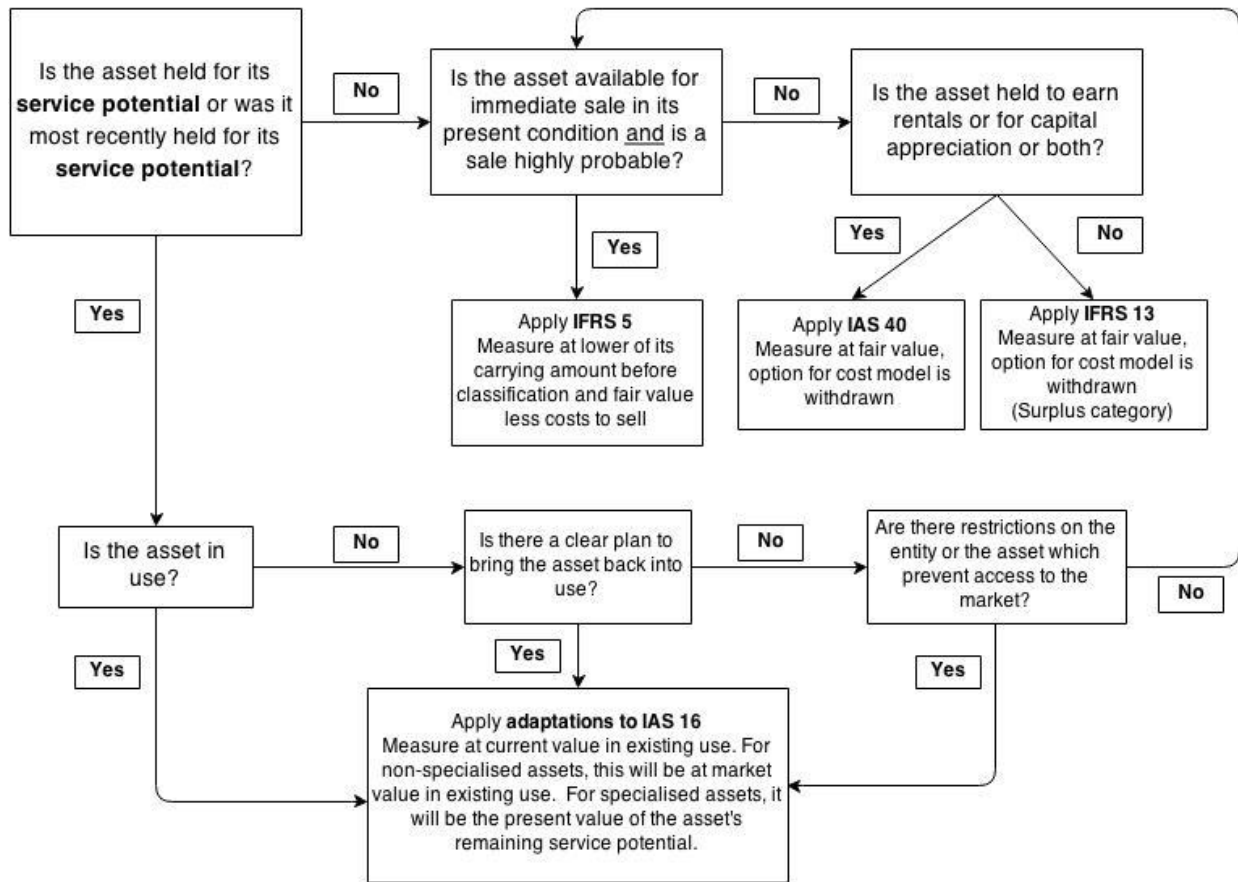 Is the asset held for its
service potential or was it
most recently held for its
service potential?
No
Is the asset available for
immediate sale in its
present condition and is a
sale highly probable?
No
Is the asset held to earn
rentals or for capital
appreciation or both?
Yes
Yes
Yes
No
Apply IFRS 5
Measure at lower of its
carrying amount before
classification and fair value
less costs to sell
Apply IAS 40
Measure at fair value,
option for cost model is
withdrawn
Apply IFRS 13
Measure at fair value,
option for cost model is
withdrawn
(Surplus category)
Is the asset in
use?
No
Is there a clear plan to
bring the asset back into
use?
No
Are there restrictions on the
entity or the asset which
prevent access to the
market?
No
Yes
Yes
Yes
Apply adaptations to IAS 16
Measure at current value in existing use. For
non-specialised assets, this will be at market
value in existing use.  For specialised assets, it
will be the present value of the asset's
remaining service potential.